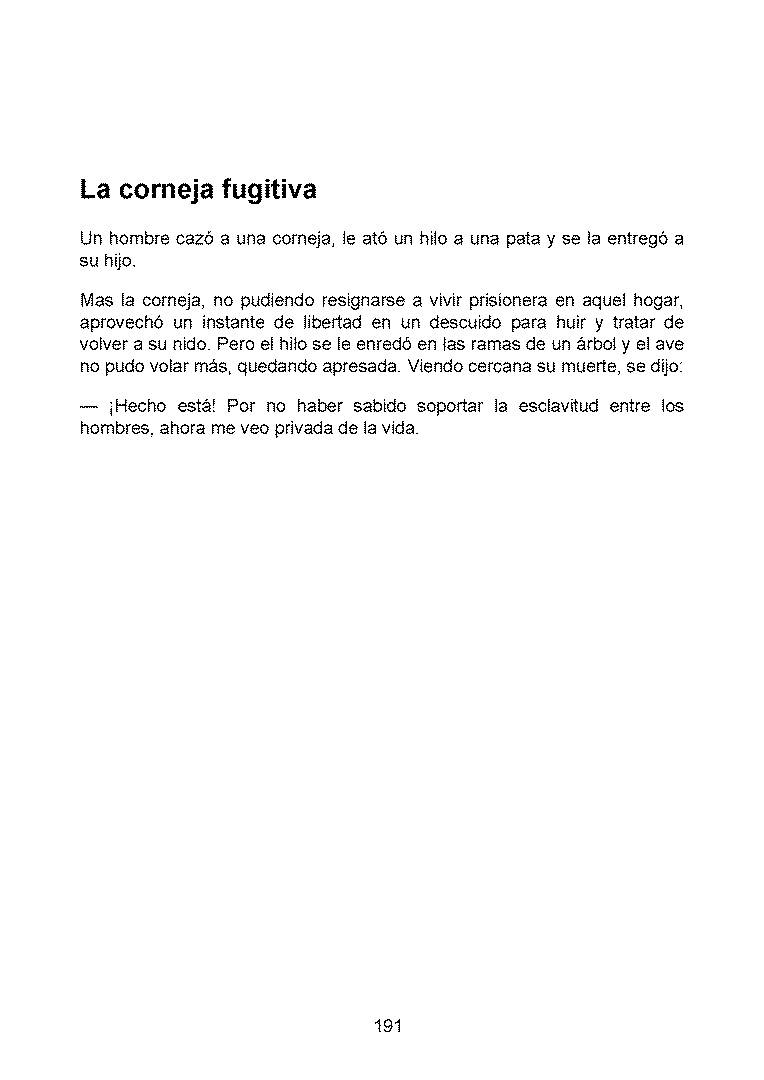 La corneja fugitiva
Un hombre cazó a una corneja, le ató un hilo a una pata y se la entregó a
su hijo.
Mas la corneja, no pudiendo resignarse a vivir prisionera en aquel hogar,
aprovechó un instante de libertad en un descuido para huir y tratar de
volver a su nido. Pero el hilo se le enredó en las ramas de un árbol y el ave
no pudo volar más, quedando apresada. Viendo cercana su muerte, se dijo:
— ¡Hecho está! Por no haber sabido soportar la esclavitud entre los
hombres, ahora me veo privada de la vida.
191